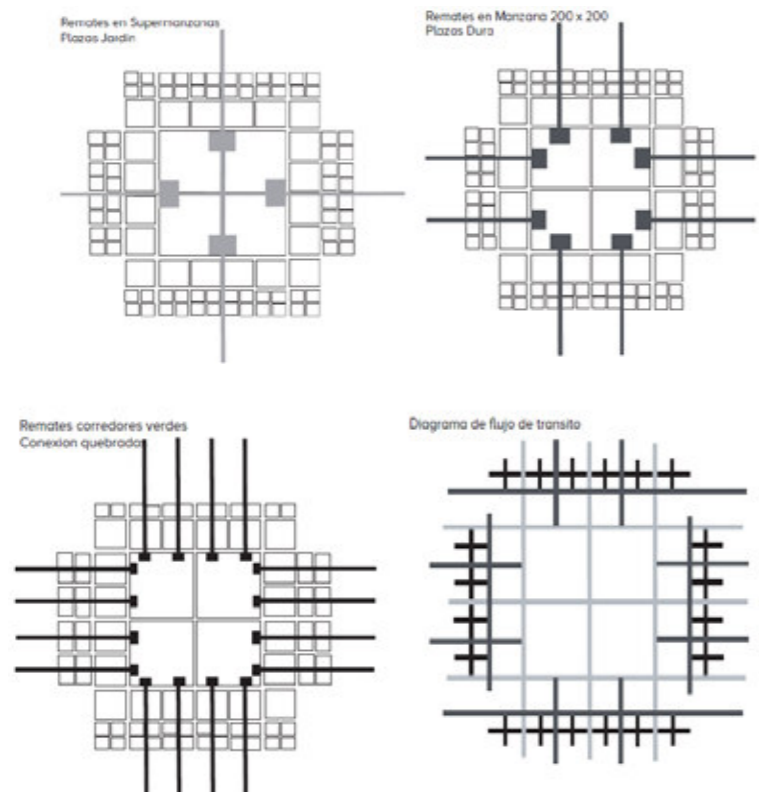 Remates en Supermanzanas
Plazas Jardin
Remates en Manzana 200 x 200
Plazas Dura
Remates corredores verdes
Conexion quebradas
Diagrama de flujo de transito